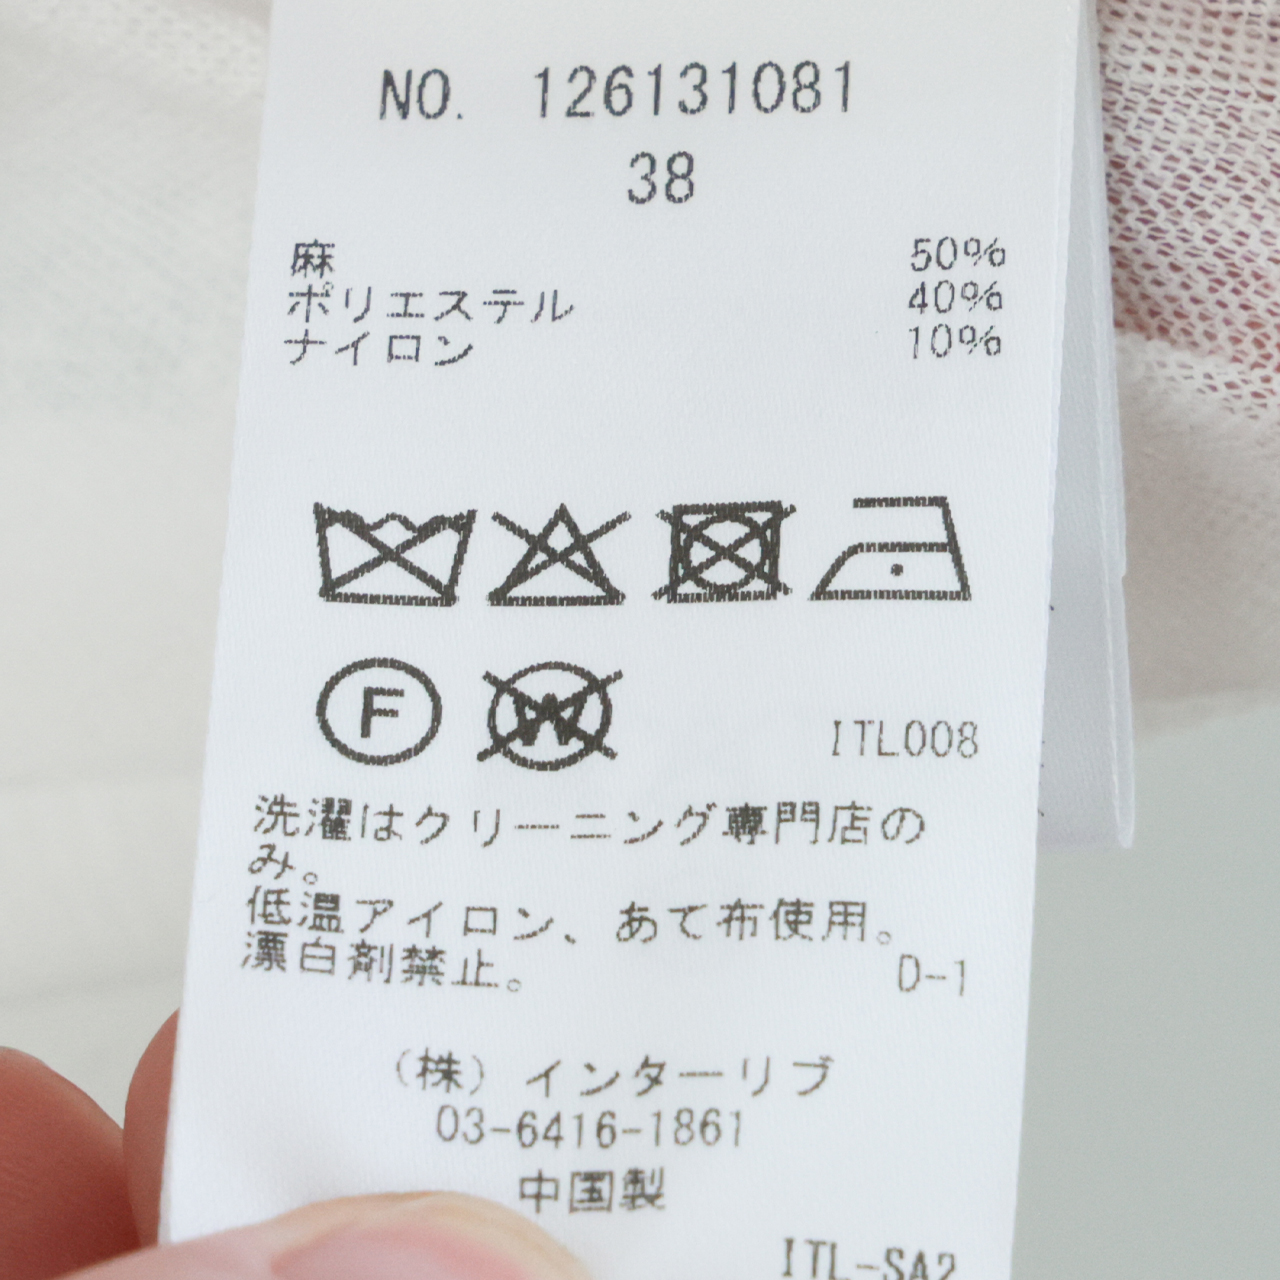 NO. 126131081
38
麻 50%
ポリエステル 40%
ナイロン 10%
F W
ITL008
洗濯はクリーニング専門店の
み。
低温アイロン、あて布使用。
漂白剤禁止。
D-1
(株) インターリブ
03-6416-1861
中国製
ITL-SA2